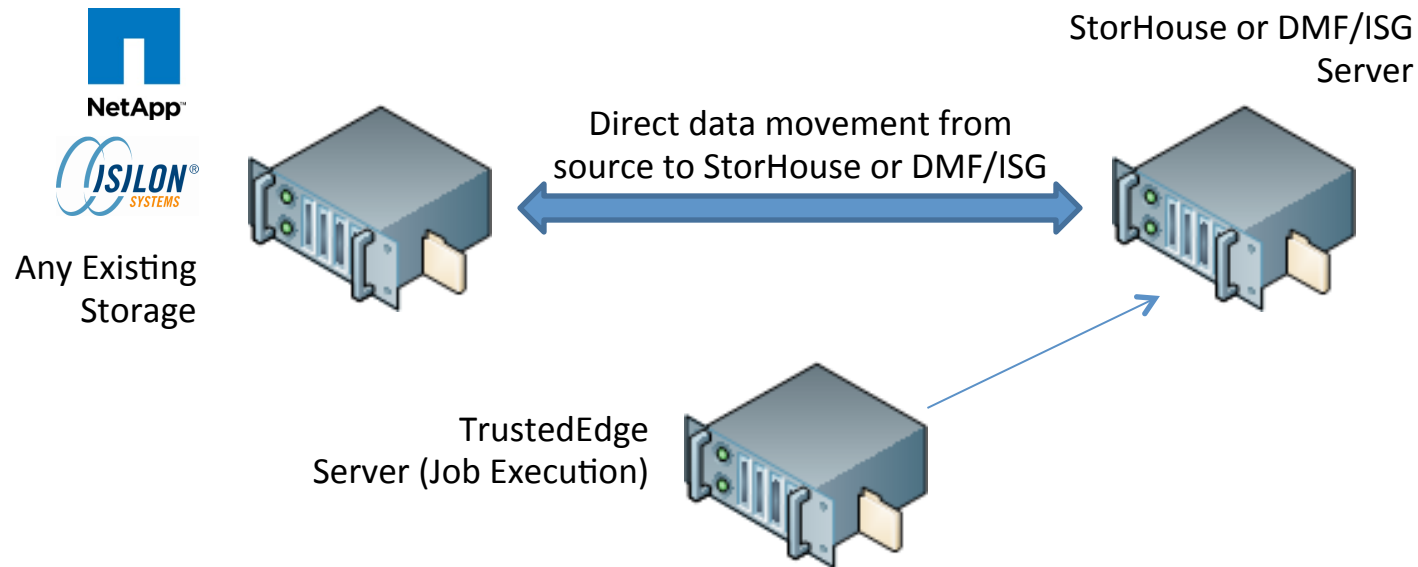 NetApp™
ISILON®
SYSTEMS
Any Existing
Storage
Direct data movement from
source to StorHouse or DMF/ISG
StorHouse or DMF/ISG
Server
TrustedEdge
Server (Job Execution)